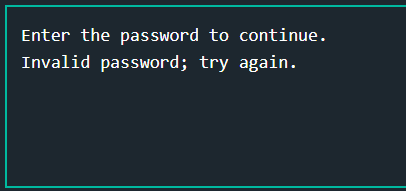 Enter the password to continue.
Invalid password; try again.